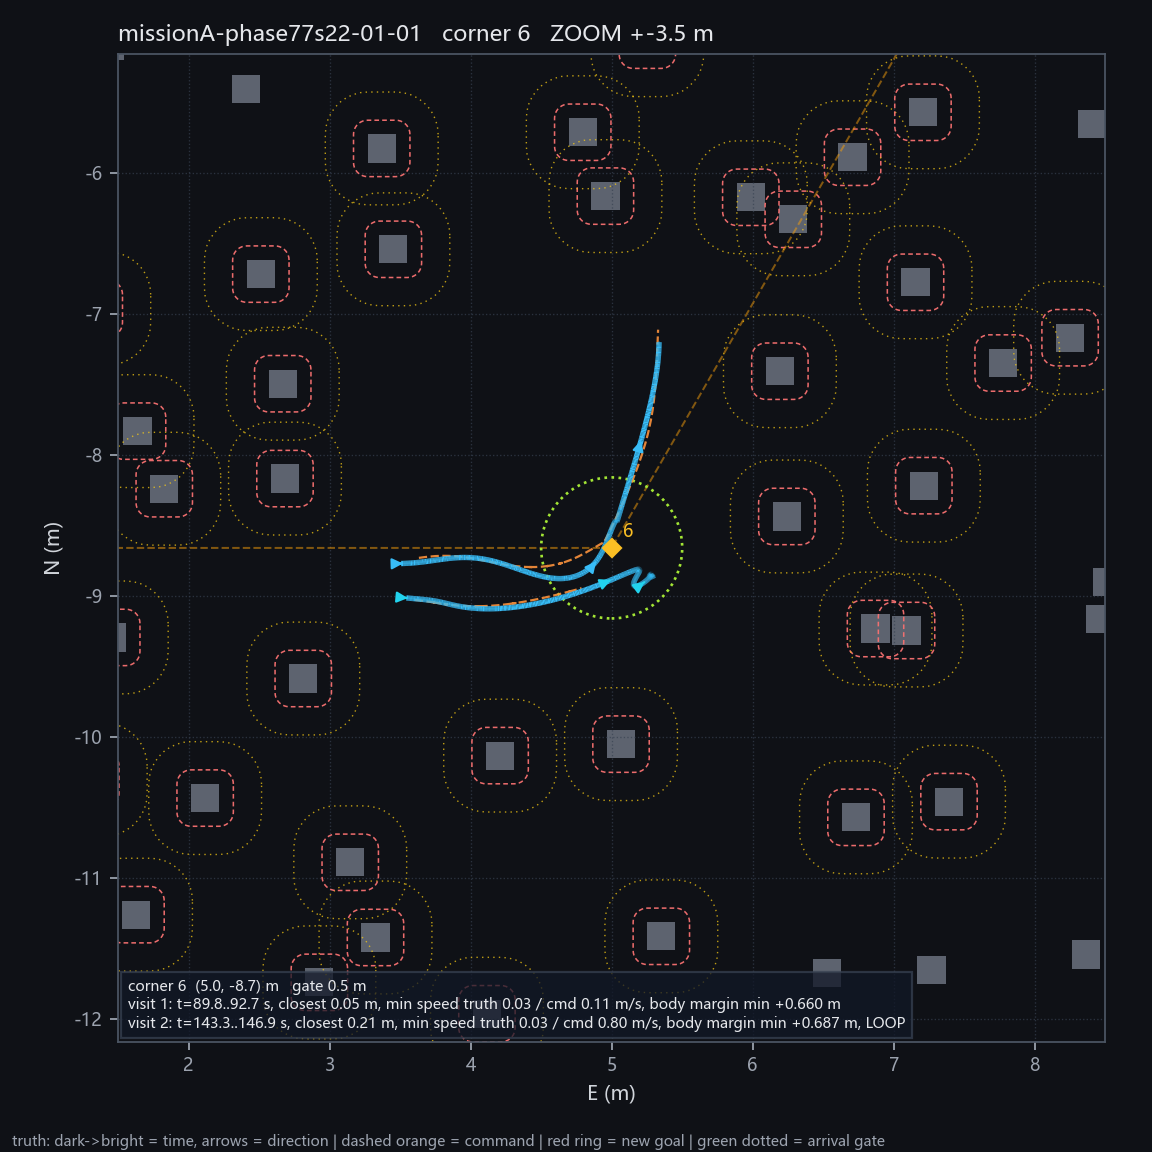 missionA-phase77s22-01-01   corner 6   ZOOM +-3.5 m
-6
-7
-8
-9
-10
-11
-12
N (m)
6
corner 6  (5.0, -8.7) m   gate 0.5 m
visit 1: t=89.8..92.7 s, closest 0.05 m, min speed truth 0.03 / cmd 0.11 m/s, body margin min +0.660 m
visit 2: t=143.3..146.9 s, closest 0.21 m, min speed truth 0.03 / cmd 0.80 m/s, body margin min +0.687 m, LOOP
2 3 4 5 6 7 8
E (m)
truth: dark->bright = time, arrows = direction | dashed orange = command | red ring = new goal | green dotted = arrival gate